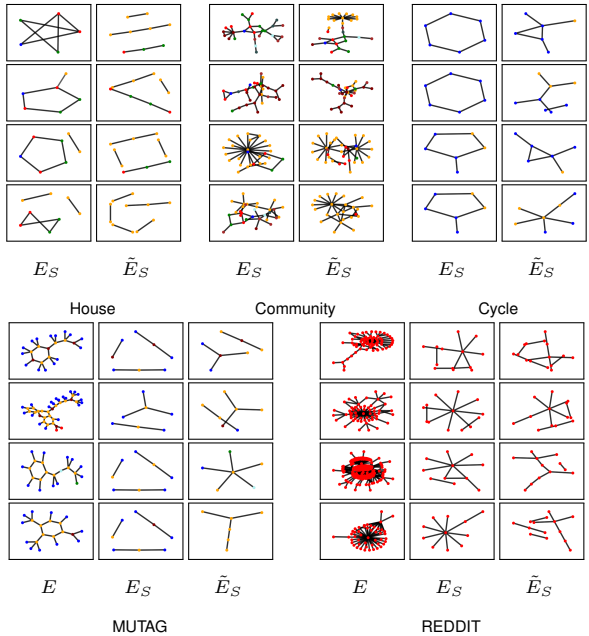 E_S Ẽ_S E_S Ẽ_S E_S Ẽ_S
House Community Cycle
E E_S Ẽ_S E E_S Ẽ_S
MUTAG REDDIT